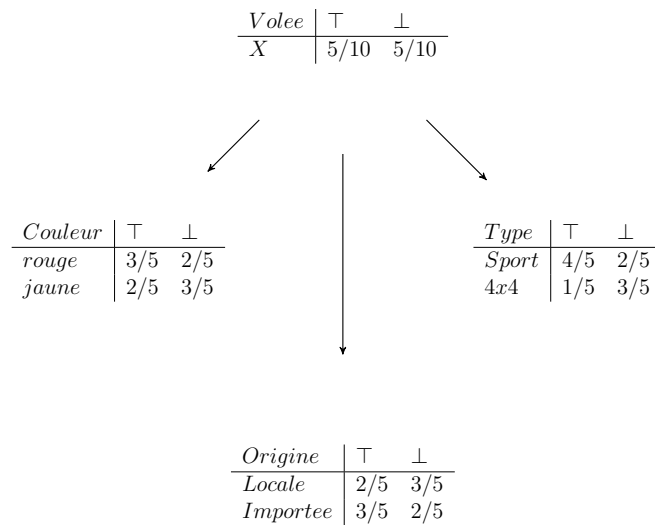 Volee ⊤ ⊥
X 5/10 5/10
Couleur ⊤ ⊥
rouge 3/5 2/5
jaune 2/5 3/5
Type ⊤ ⊥
Sport 4/5 2/5
4x4 1/5 3/5
Origine ⊤ ⊥
Locale 2/5 3/5
Importee 3/5 2/5